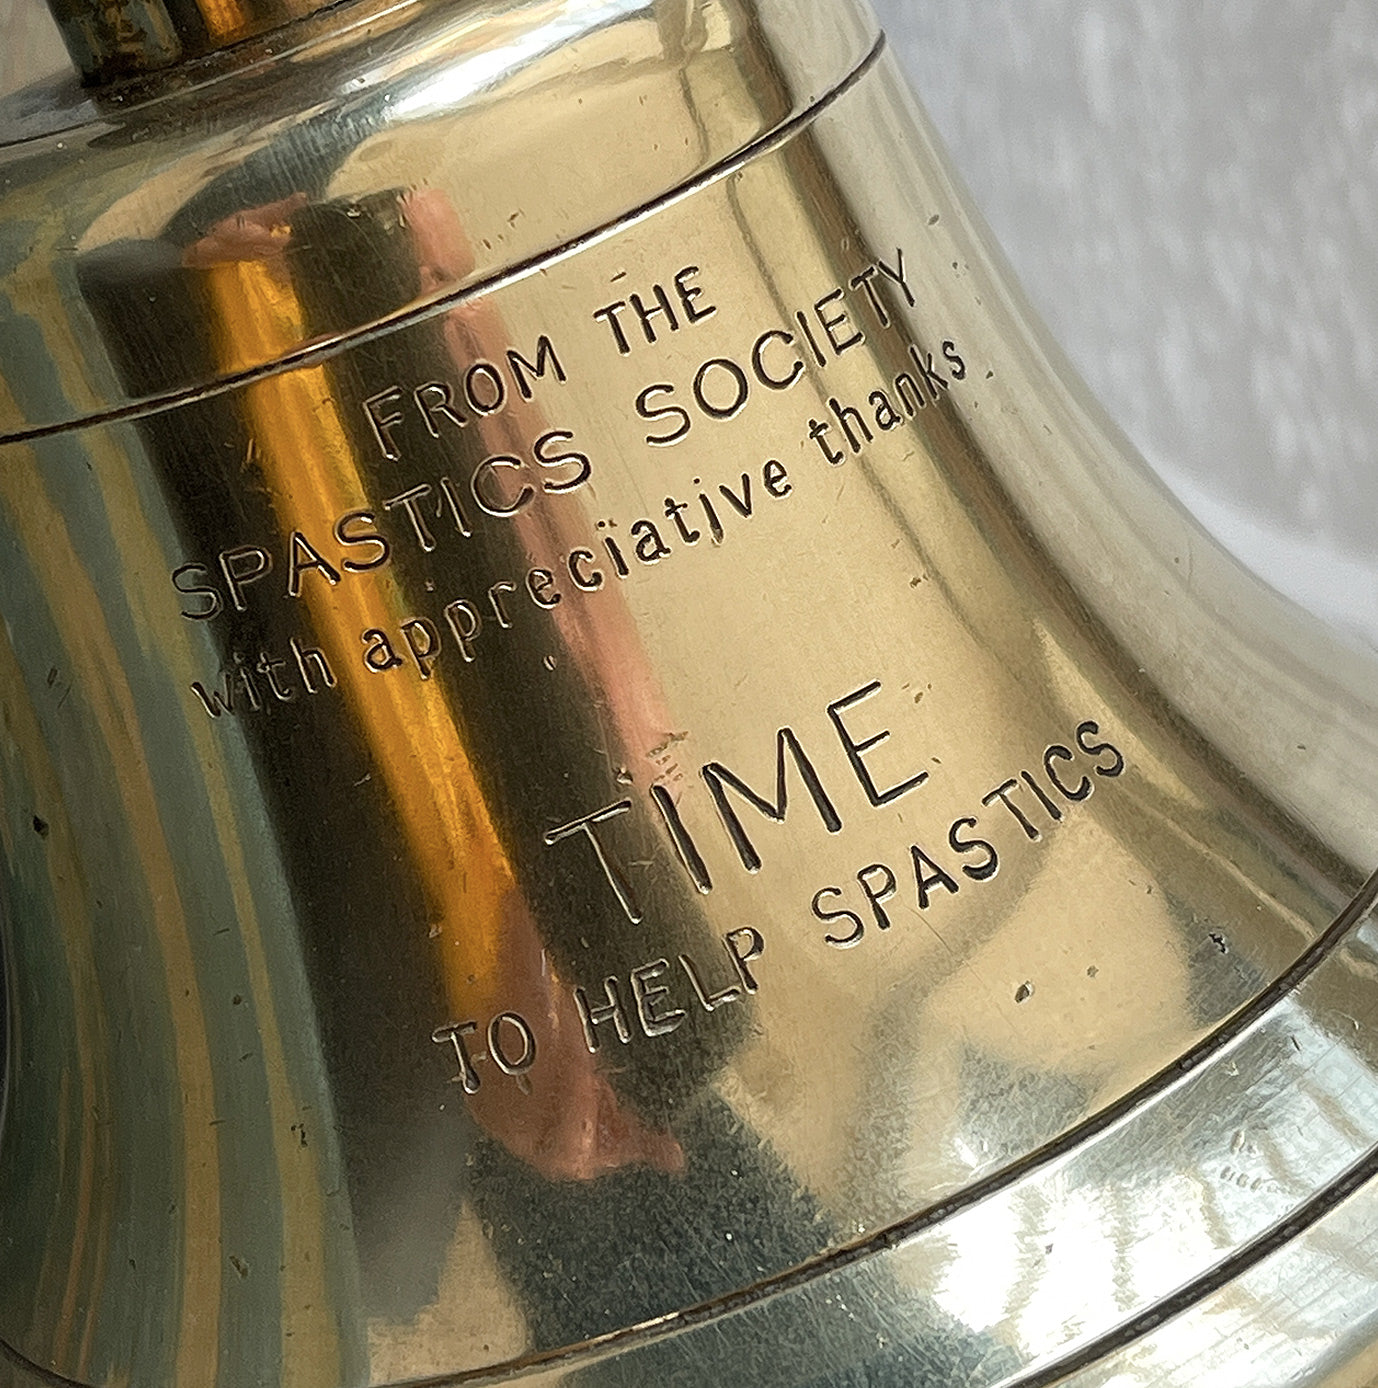 FROM THE
SPASTICS SOCIETY
with appreciative thanks
TIME
TO HELP SPASTICS